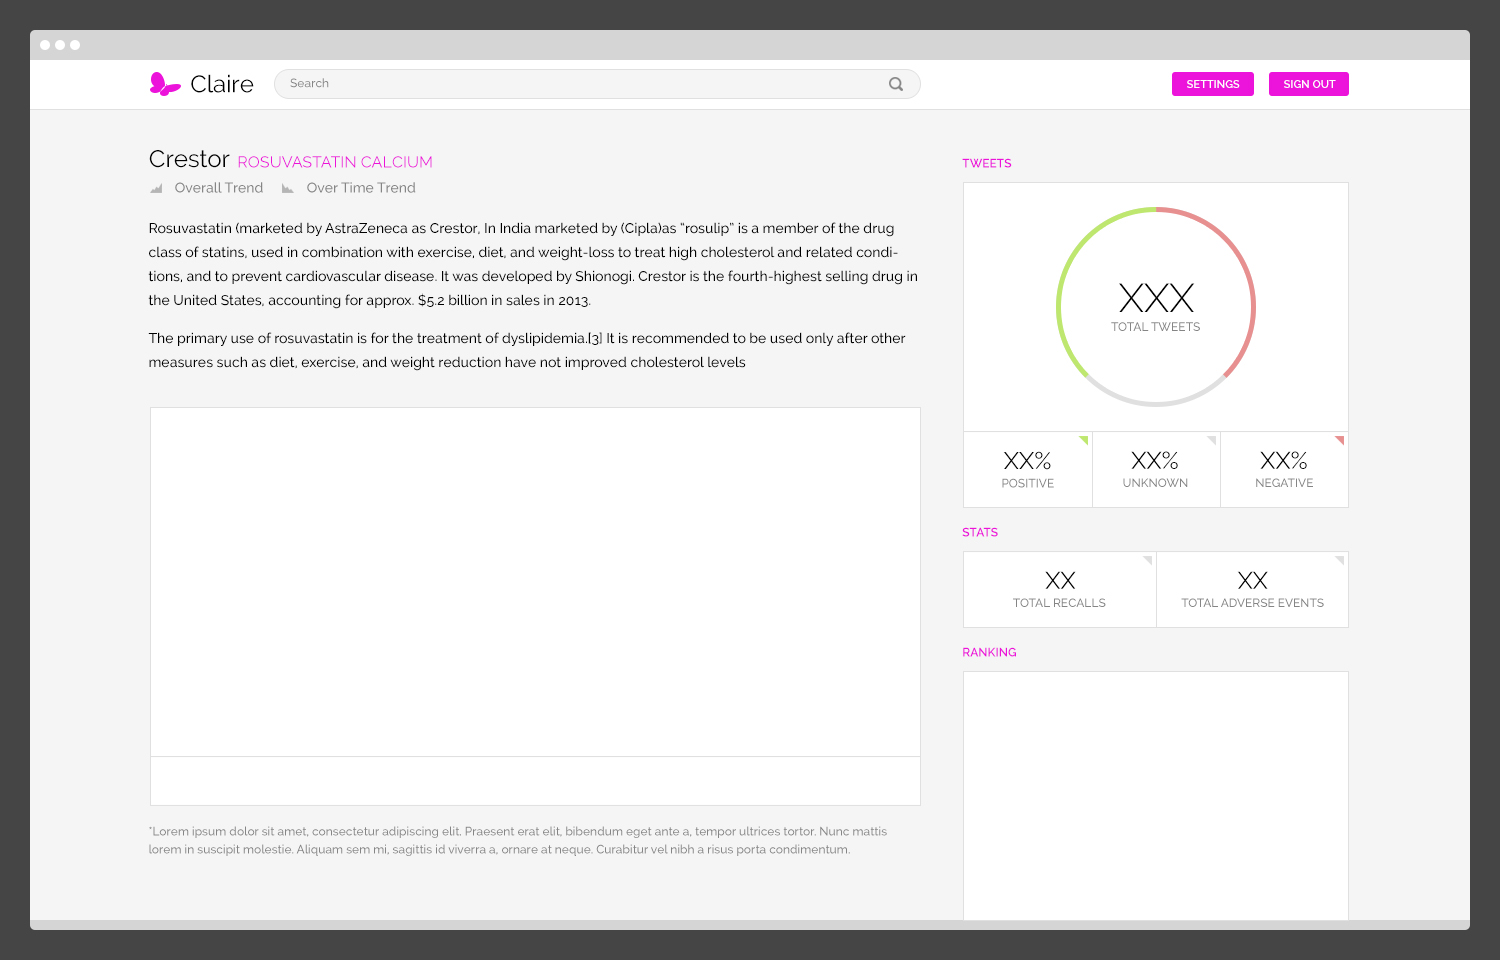 Claire
Search
SETTINGS
SIGN OUT
Crestor ROSUVASTATIN CALCIUM
Overall Trend
Over Time Trend
Rosuvastatin (marketed by AstraZeneca as Crestor, In India marketed by (Cipla)as “rosulip” is a member of the drug
class of statins, used in combination with exercise, diet, and weight-loss to treat high cholesterol and related condi-
tions, and to prevent cardiovascular disease. It was developed by Shionogi. Crestor is the fourth-highest selling drug in
the United States, accounting for approx. $5.2 billion in sales in 2013.
The primary use of rosuvastatin is for the treatment of dyslipidemia.[3] It is recommended to be used only after other
measures such as diet, exercise, and weight reduction have not improved cholesterol levels
*Lorem ipsum dolor sit amet, consectetur adipiscing elit. Praesent erat elit, bibendum eget ante a, tempor ultrices tortor. Nunc mattis
lorem in suscipit molestie. Aliquam sem mi, sagittis id viverra a, ornare at neque. Curabitur vel nibh a risus porta condimentum.
TWEETS
XXX
TOTAL TWEETS
XX%
POSITIVE
XX%
UNKNOWN
XX%
NEGATIVE
STATS
XX
TOTAL RECALLS
XX
TOTAL ADVERSE EVENTS
RANKING